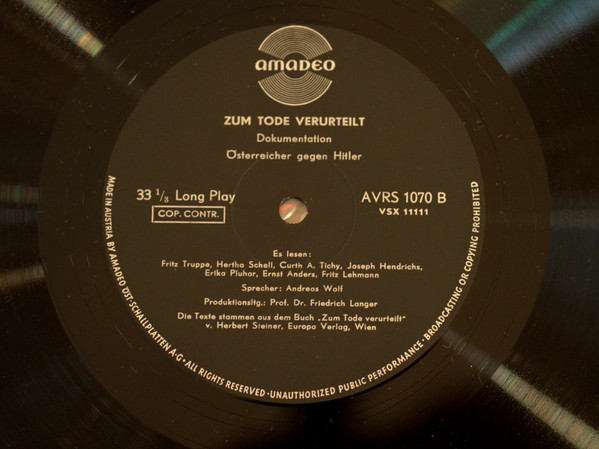 amadeo
ZUM TODE VERURTEILT
Dokumentation
Österreicher gegen Hitler
33 1/3 Long Play
COP. CONTR.
AVRS 1070 B
VSX 11111
Es lesen:
Fritz Truppe, Hertha Schell, Curth A. Tichy, Joseph Hendrichs,
Erika Pluhar, Ernst Anders, Fritz Lehmann
Sprecher: Andreas Wolf
Produktionsltg.: Prof. Dr. Friedrich Langer
Die Texte stammen aus dem Buch „Zum Tode verurteilt“
v. Herbert Steiner, Europa Verlag, Wien
MADE IN AUSTRIA BY AMADEO ÖST. SCHALLPLATTEN A·G · ALL RIGHTS RESERVED · UNAUTHORIZED PUBLIC PERFORMANCE · BROADCASTING OR COPYING PROHIBITED